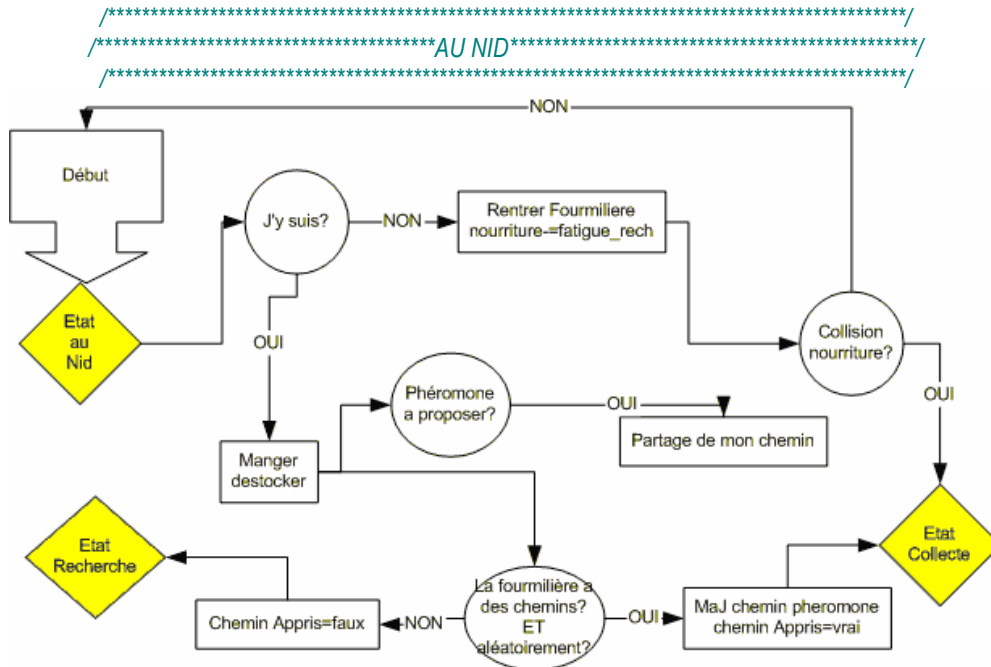 /*******************************************************************************/
/**********************************AU NID****************************************/
/*******************************************************************************/
NON
Début
J'y suis?
NON
Rentrer Fourmiliere
nourriture-=fatigue_rech
Etat
au
Nid
OUI
Collision
nourriture?
OUI
Phéromone
a proposer?
OUI
Partage de mon chemin
Manger
destocker
Etat
Recherche
Etat
Collecte
La fourmilière a
des chemins?
ET
aléatoirement?
Chemin Appris=faux
NON
OUI
MaJ chemin pheromone
chemin Appris=vrai